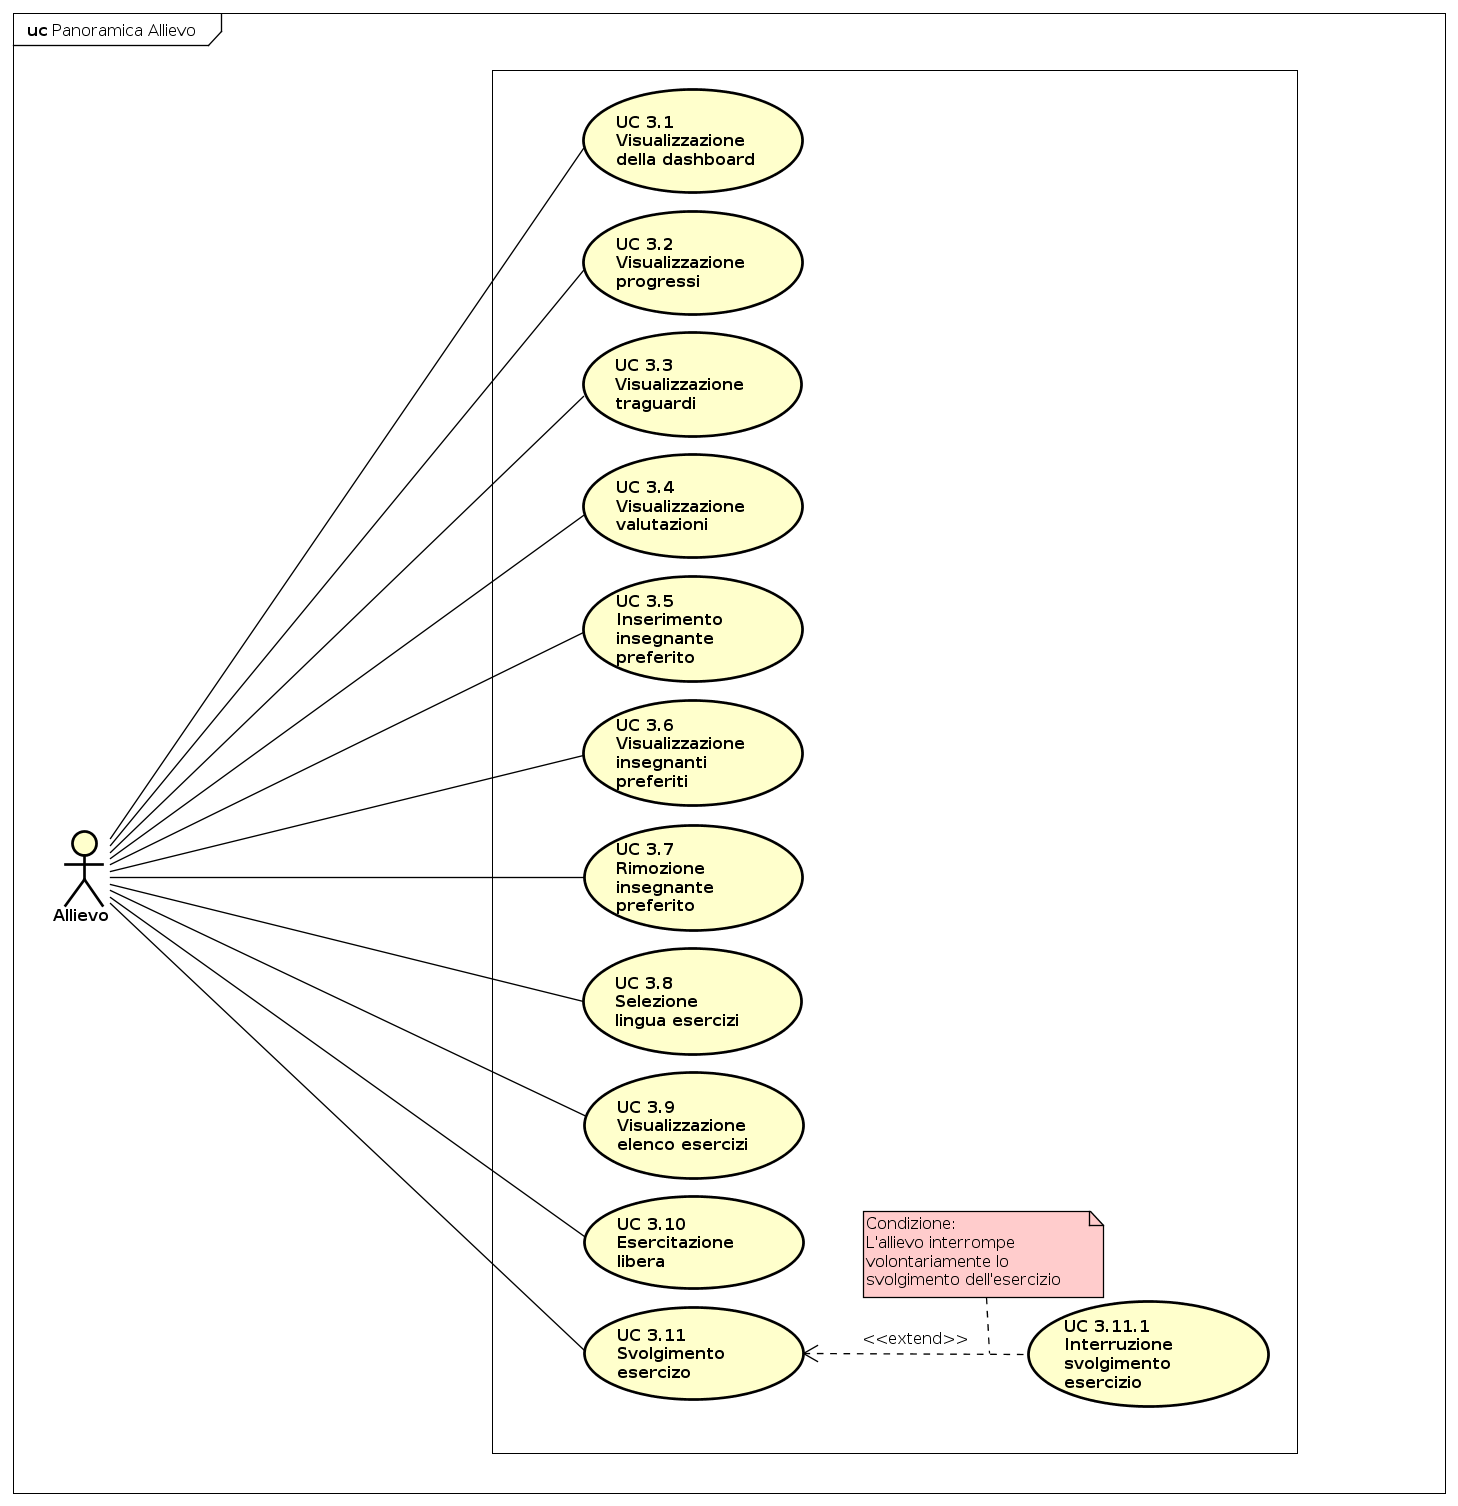 uc Panoramica Allievo
UC 3.1
Visualizzazione
della dashboard
UC 3.2
Visualizzazione
progressi
UC 3.3
Visualizzazione
traguardi
UC 3.4
Visualizzazione
valutazioni
UC 3.5
Inserimento
insegnante
preferito
UC 3.6
Visualizzazione
insegnanti
preferiti
UC 3.7
Rimozione
insegnante
preferito
Allievo
UC 3.8
Selezione
lingua esercizi
UC 3.9
Visualizzazione
elenco esercizi
UC 3.10
Esercitazione
libera
Condizione:
L'allievo interrompe
volontariamente lo
svolgimento dell'esercizio
UC 3.11
Svolgimento
esercizo
<<extend>>
UC 3.11.1
Interruzione
svolgimento
esercizio